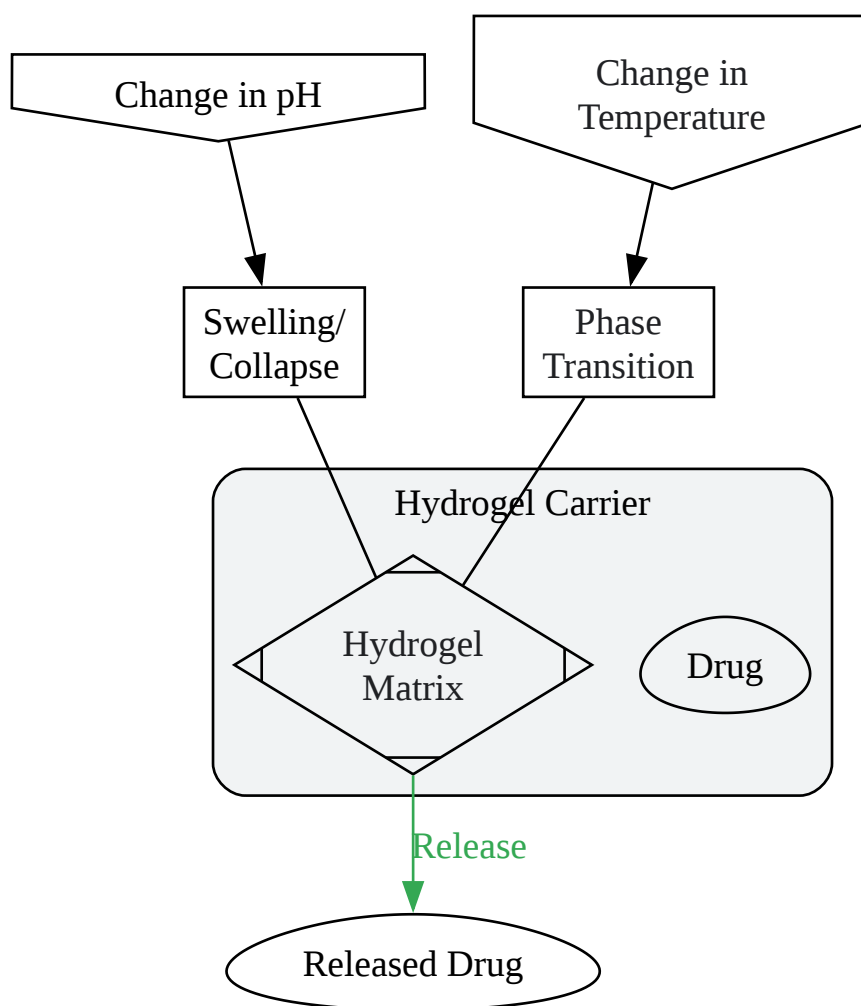 Change in pH
Change in
Temperature
Swelling/
Collapse
Phase
Transition
Hydrogel Carrier
Hydrogel
Matrix
Drug
Release
Released Drug